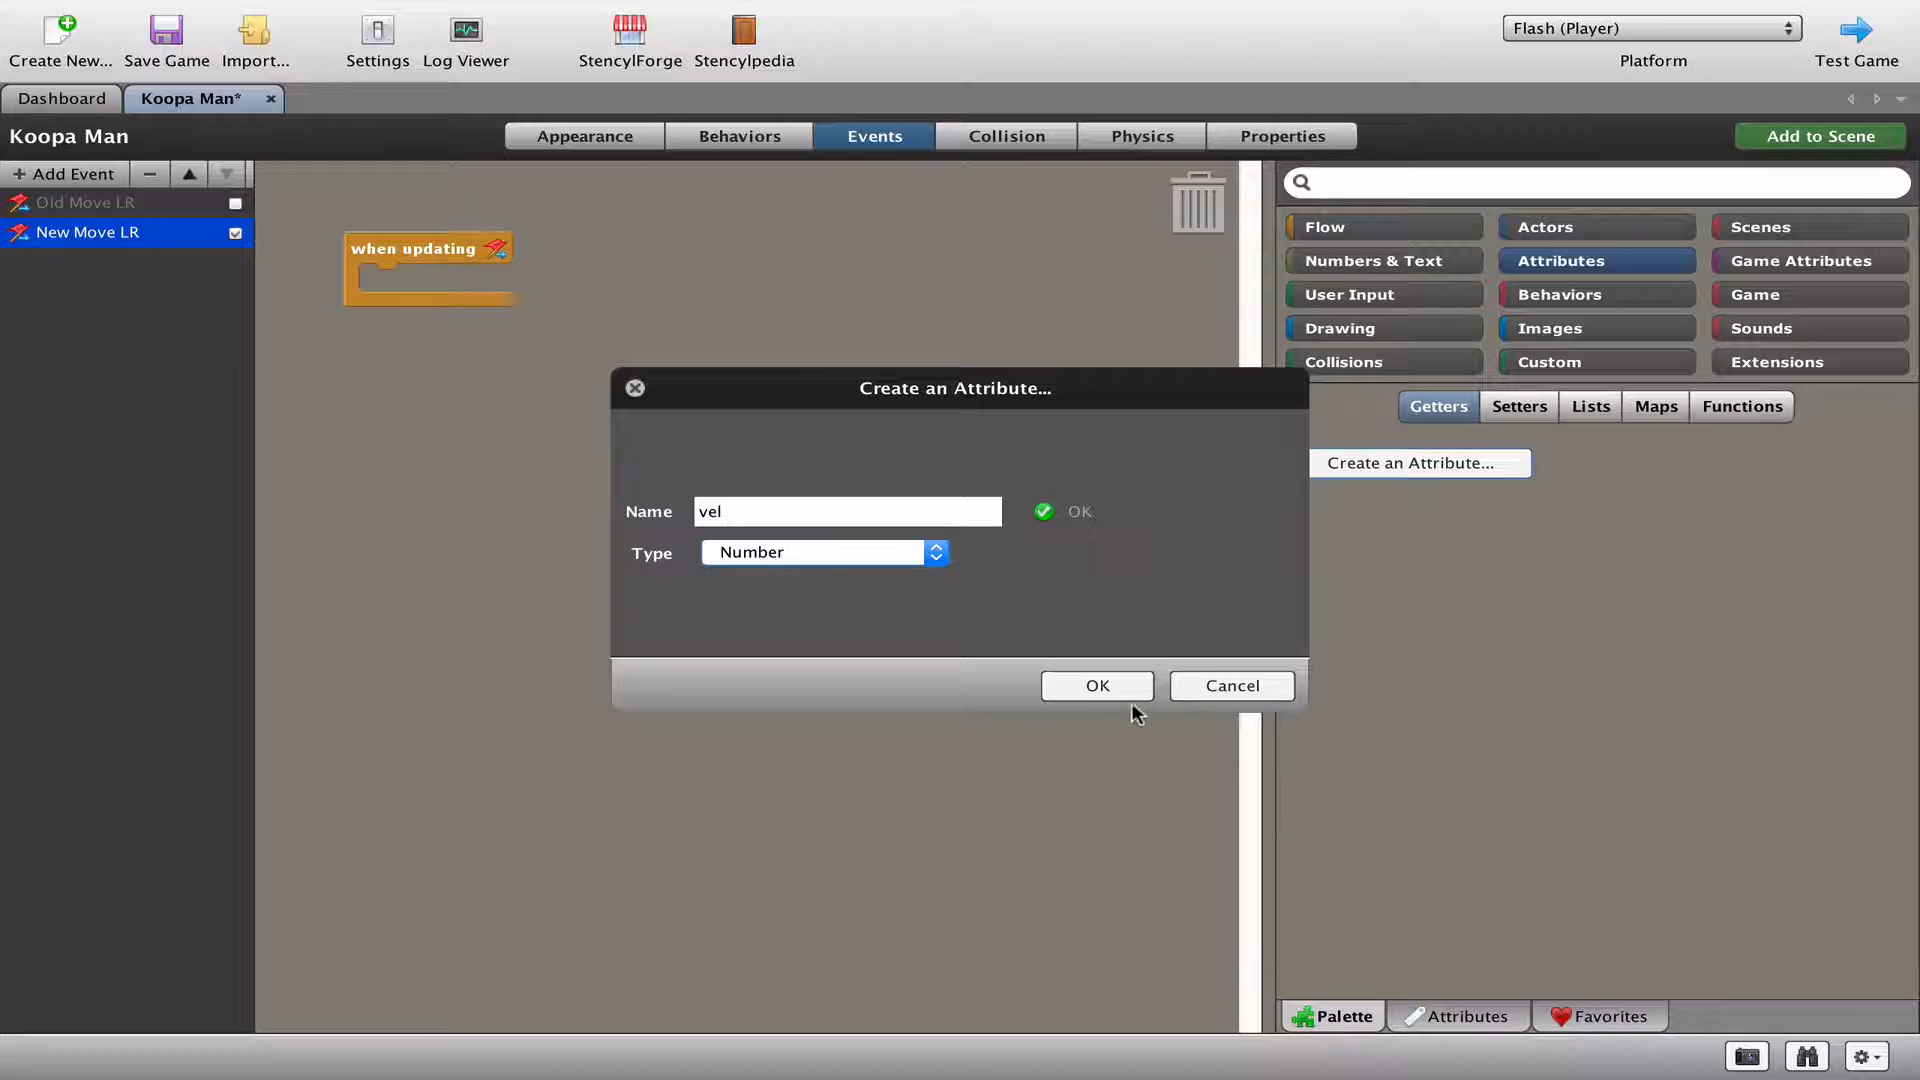 Create New...
Save Game
Import...
Settings
Log Viewer
StencylForge
Stencylpedia
Flash (Player)
Platform
Test Game
Dashboard
Koopa Man*
Koopa Man
Appearance
Behaviors
Events
Collision
Physics
Properties
Add to Scene
+ Add Event
Old Move LR
New Move LR
when updating
Flow
Actors
Scenes
Numbers & Text
Attributes
Game Attributes
User Input
Behaviors
Game
Drawing
Images
Sounds
Collisions
Custom
Extensions
Getters
Setters
Lists
Maps
Functions
Create an Attribute...
Create an Attribute...
Name
vel
OK
Type
Number
OK
Cancel
Palette
Attributes
Favorites